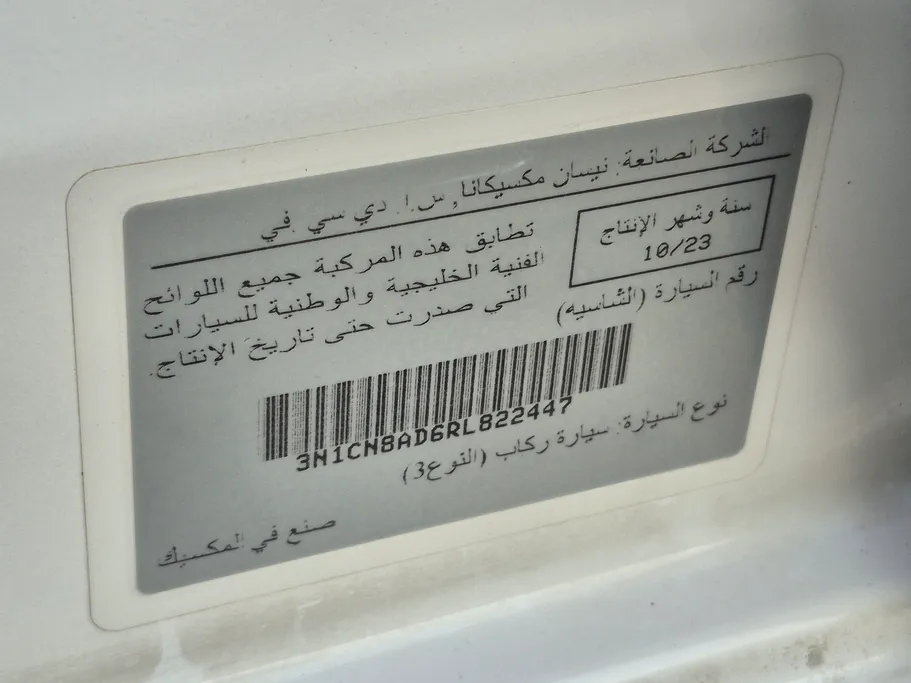 الشركة الصانعة: نيسان مكسيكانا, س.ا. دي سي .في
سنة وشهر الإنتاج
10/23
تطابق هذه المركبة جميع اللوائح
الفنية الخليجية والوطنية للسيارات
التي صدرت حتى تاريخ الإنتاج.
رقم السيارة (الشاسيه)
3N1CN8AD6RL822447
نوع السيارة: سيارة ركاب (النوع3)
صنع في المكسيك